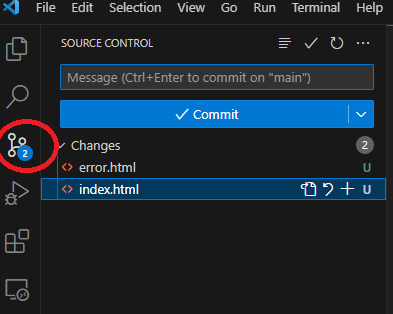 File Edit Selection View Go Run Terminal Help
SOURCE CONTROL
Message (Ctrl+Enter to commit on "main")
Commit
2
Changes 2
error.html U
index.html U